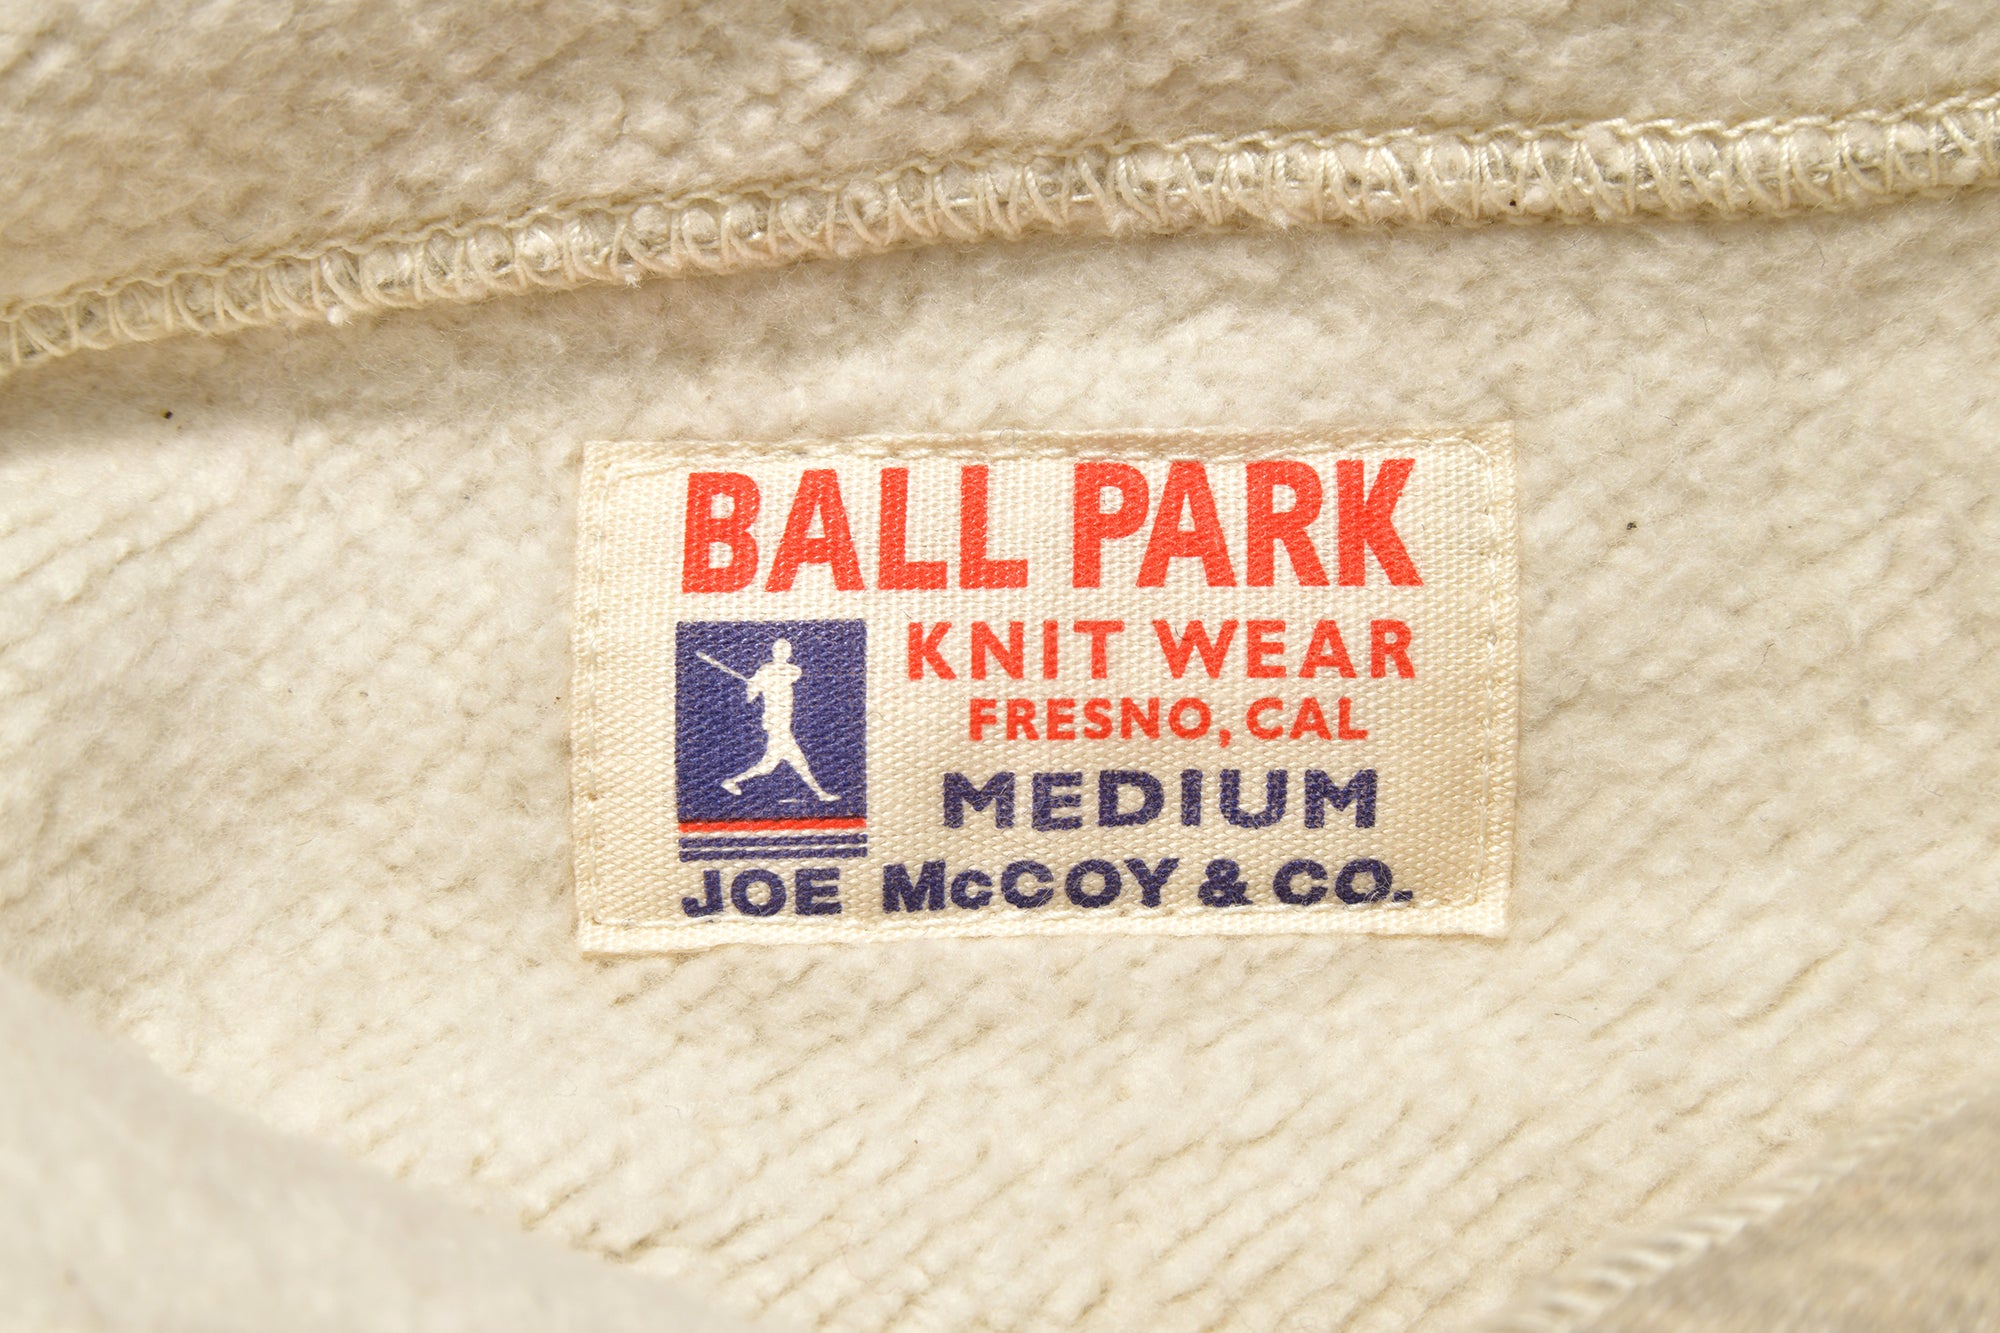 BALL PARK
KNIT WEAR
FRESNO, CAL
MEDIUM
JOE McCOY & CO.